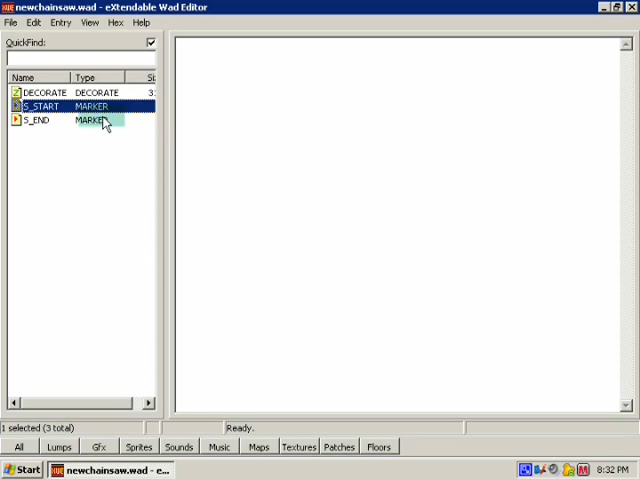 newchainsaw.wad - eXtendable Wad Editor
File Edit Entry View Hex Help
QuickFind:
Name Type Si
DECORATE DECORATE
S_START MARKER
S_END MARKER
1 selected (3 total) Ready.
All Lumps Gfx Sprites Sounds Music Maps Textures Patches Floors
Start newchainsaw.wad - e... 8:32 PM